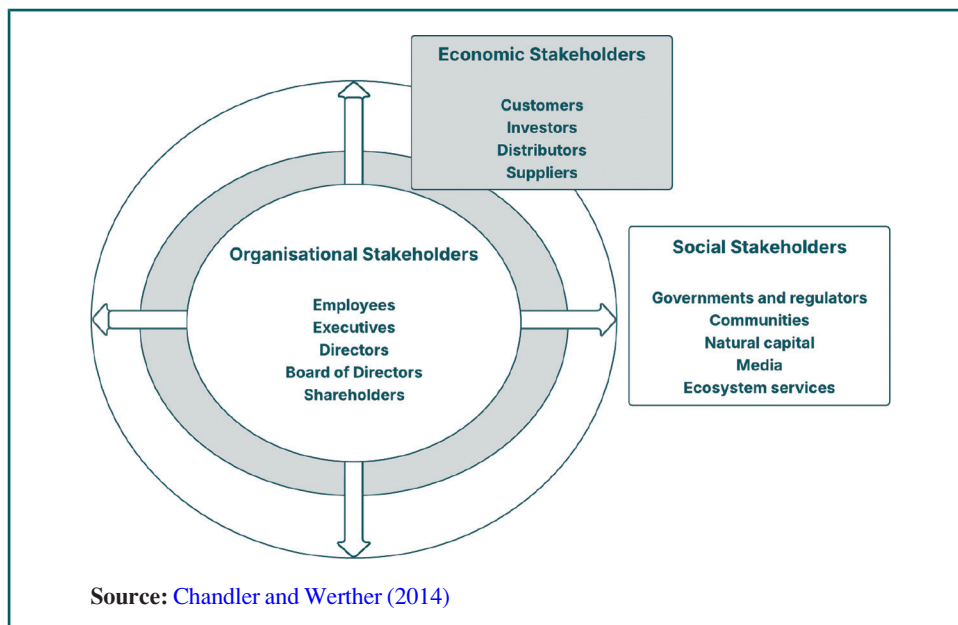 Economic Stakeholders
Customers
Investors
Distributors
Suppliers
Organisational Stakeholders
Employees
Executives
Directors
Board of Directors
Shareholders
Social Stakeholders
Governments and regulators
Communities
Natural capital
Media
Ecosystem services
Source: Chandler and Werther (2014)